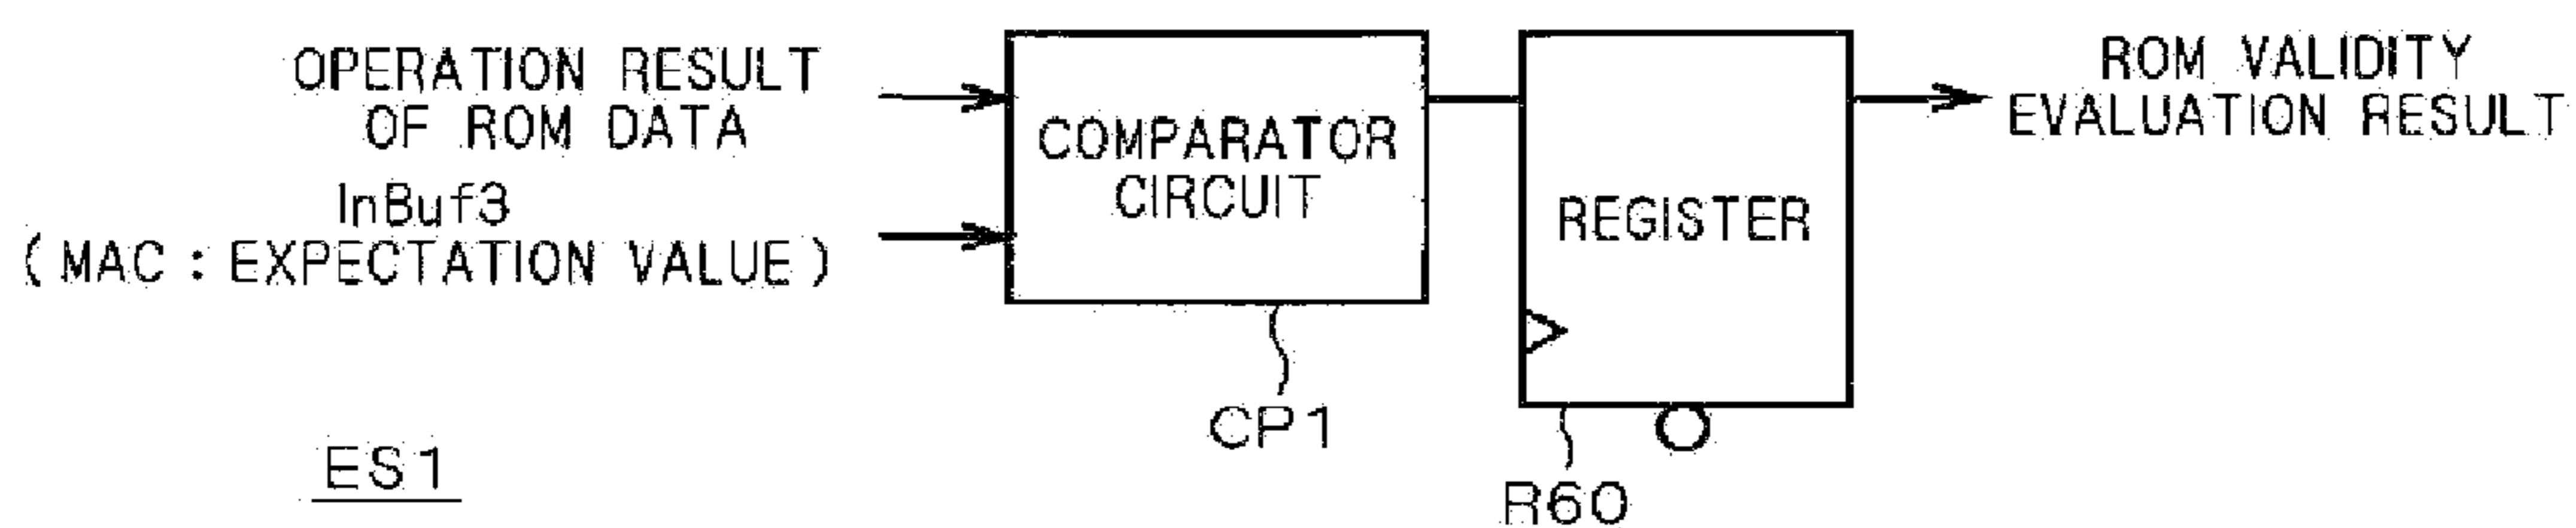 OPERATION RESULT
OF ROM DATA
InBuf3
(MAC : EXPECTATION VALUE)
COMPARATOR
CIRCUIT
CP1
REGISTER
R60
ROM VALIDITY
EVALUATION RESULT
ES1